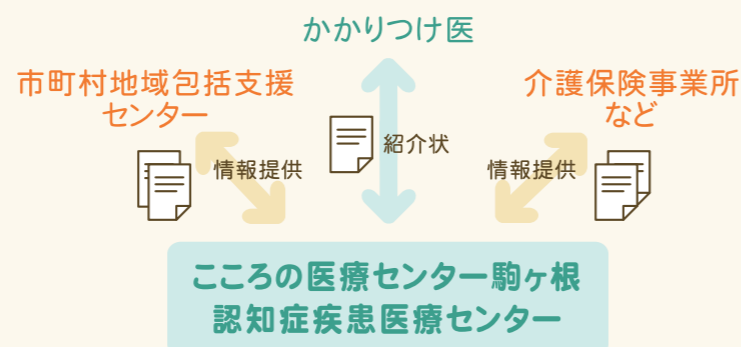 かかりつけ医
市町村地域包括支援
センター
介護保険事業所
など
紹介状
情報提供
情報提供
こころの医療センター駒ヶ根
認知症疾患医療センター